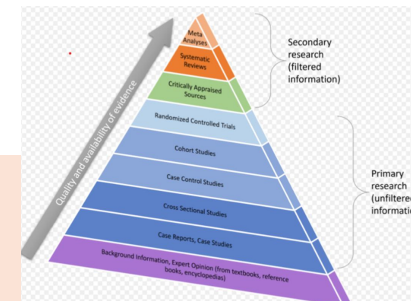 Meta
Analyses
Systematic
Reviews
Critically Appraised
Sources
Randomized Controlled Trials
Cohort Studies
Case Control Studies
Cross Sectional Studies
Case Reports, Case Studies
Background Information, Expert Opinion (from textbooks, reference
books, encyclopedias)
Quality and availability of evidence
Secondary
research
(filtered
information)
Primary
research
(unfiltered
informatio